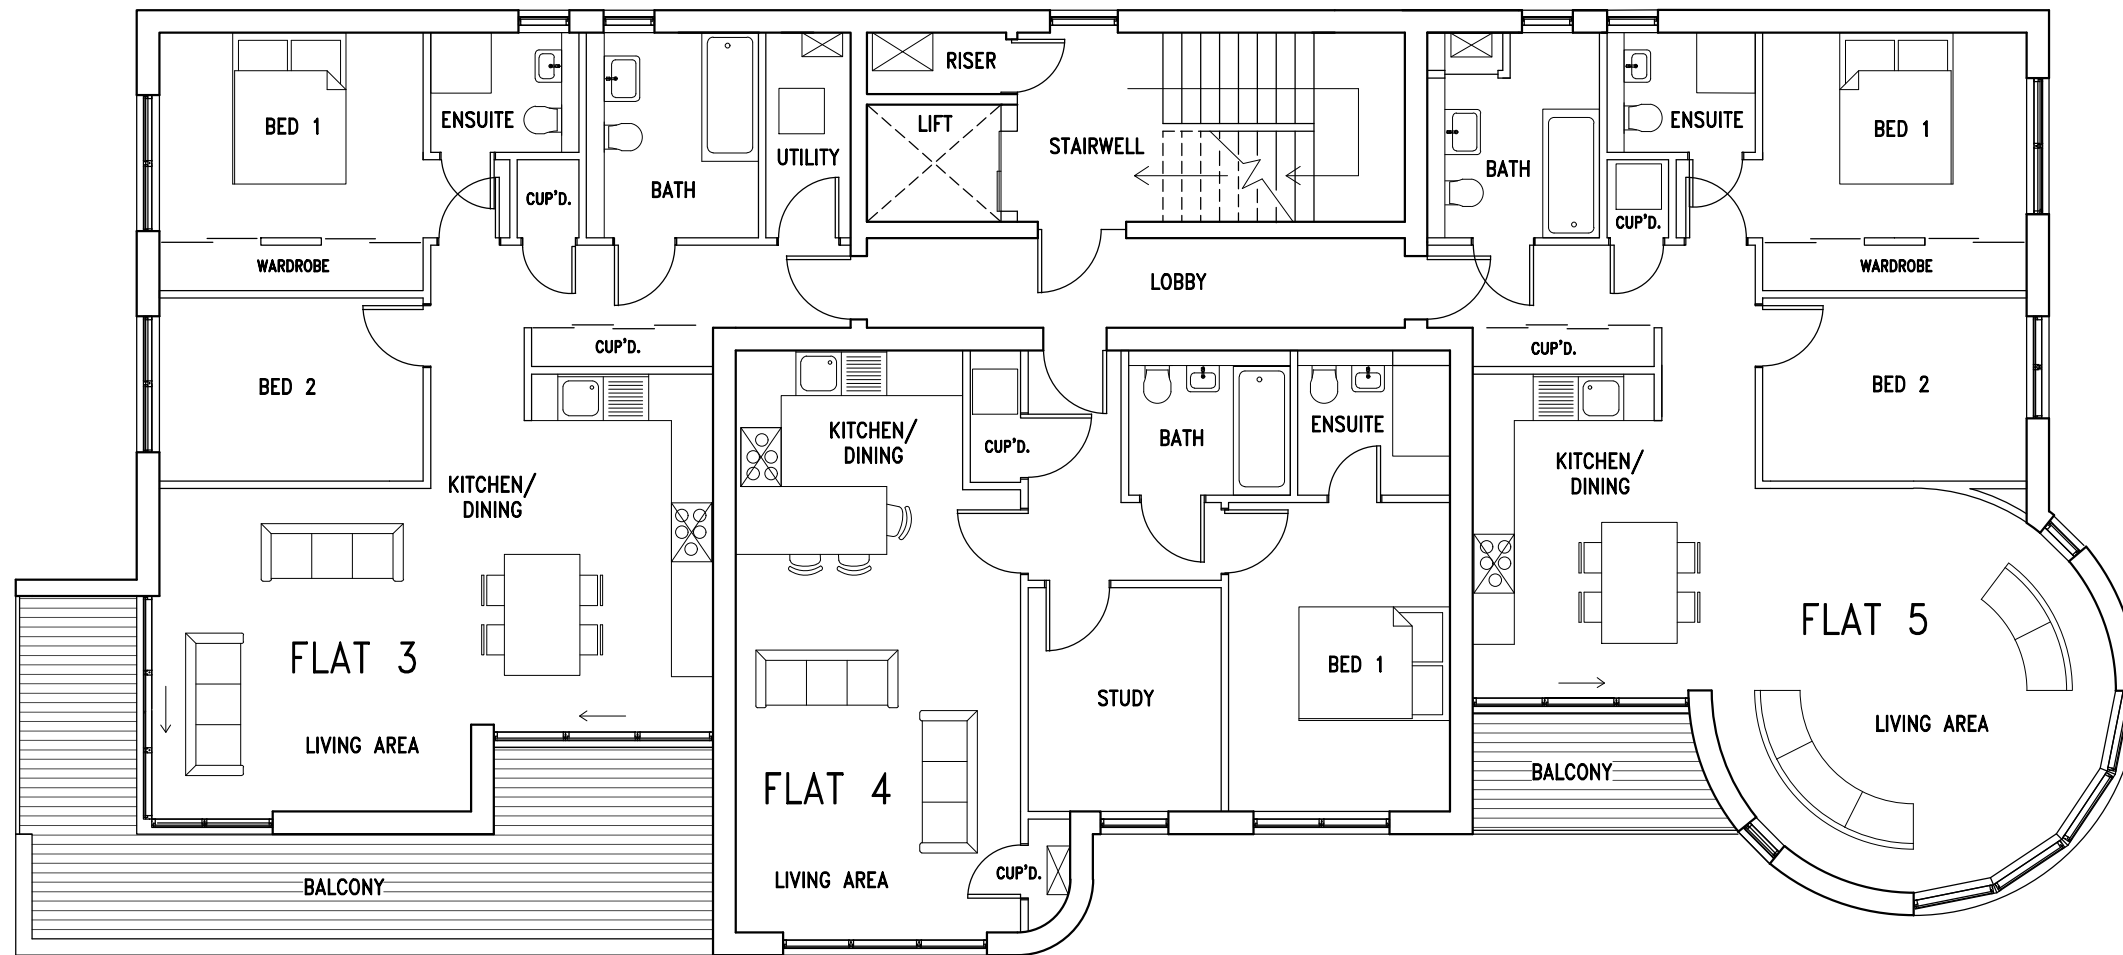 BED 1
ENSUITE
CUP'D.
BATH
UTILITY
WARDROBE
BED 2
CUP'D.
KITCHEN/
DINING
FLAT 3
LIVING AREA
BALCONY
RISER
LIFT
STAIRWELL
LOBBY
KITCHEN/
DINING
CUP'D.
BATH
ENSUITE
STUDY
BED 1
FLAT 4
LIVING AREA
CUP'D.
BATH
ENSUITE
BED 1
CUP'D.
WARDROBE
CUP'D.
BED 2
KITCHEN/
DINING
FLAT 5
LIVING AREA
BALCONY